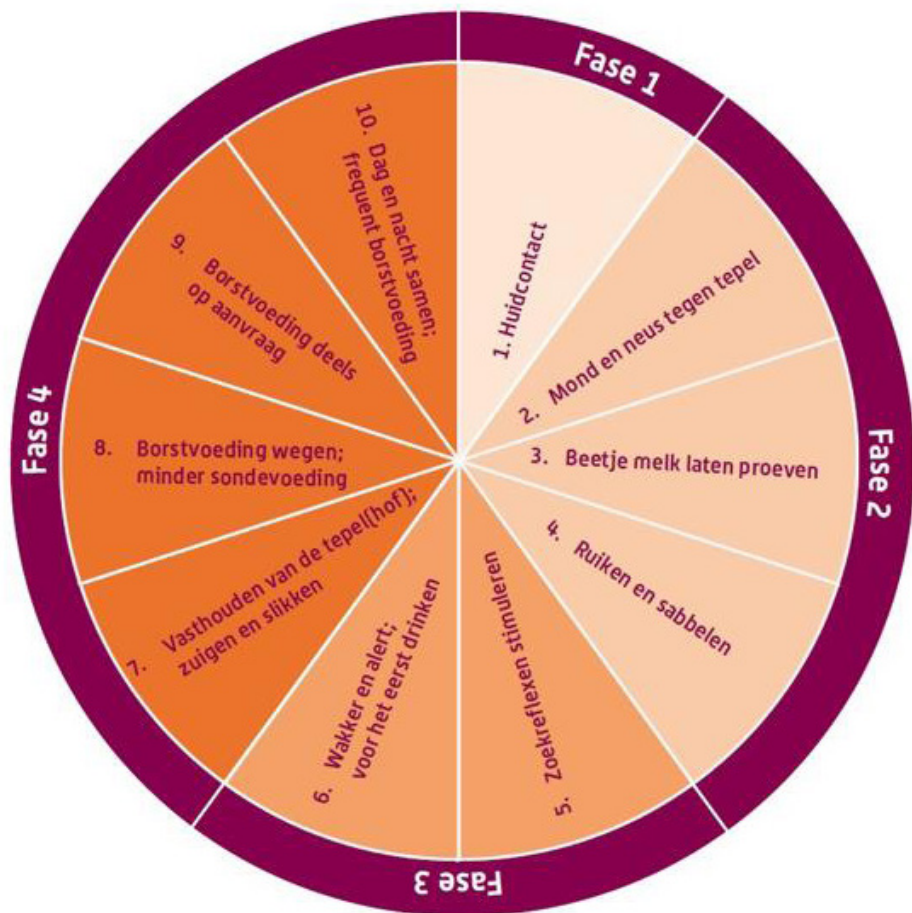 Fase 1
1. Huidcontact
Fase 2
2. Mond en neus tegen tepel
3. Beetje melk laten proeven
4. Ruiken en sabbelen
Fase 3
5. Zoekreflexen stimuleren
6. Wakker en alert;
voor het eerst drinken
Fase 4
7. Vasthouden van de tepel(hof);
zuigen en slikken
8. Borstvoeding wegen;
minder sondevoeding
9. Borstvoeding deels
op aanvraag
10. Dag en nacht samen;
frequent borstvoeding